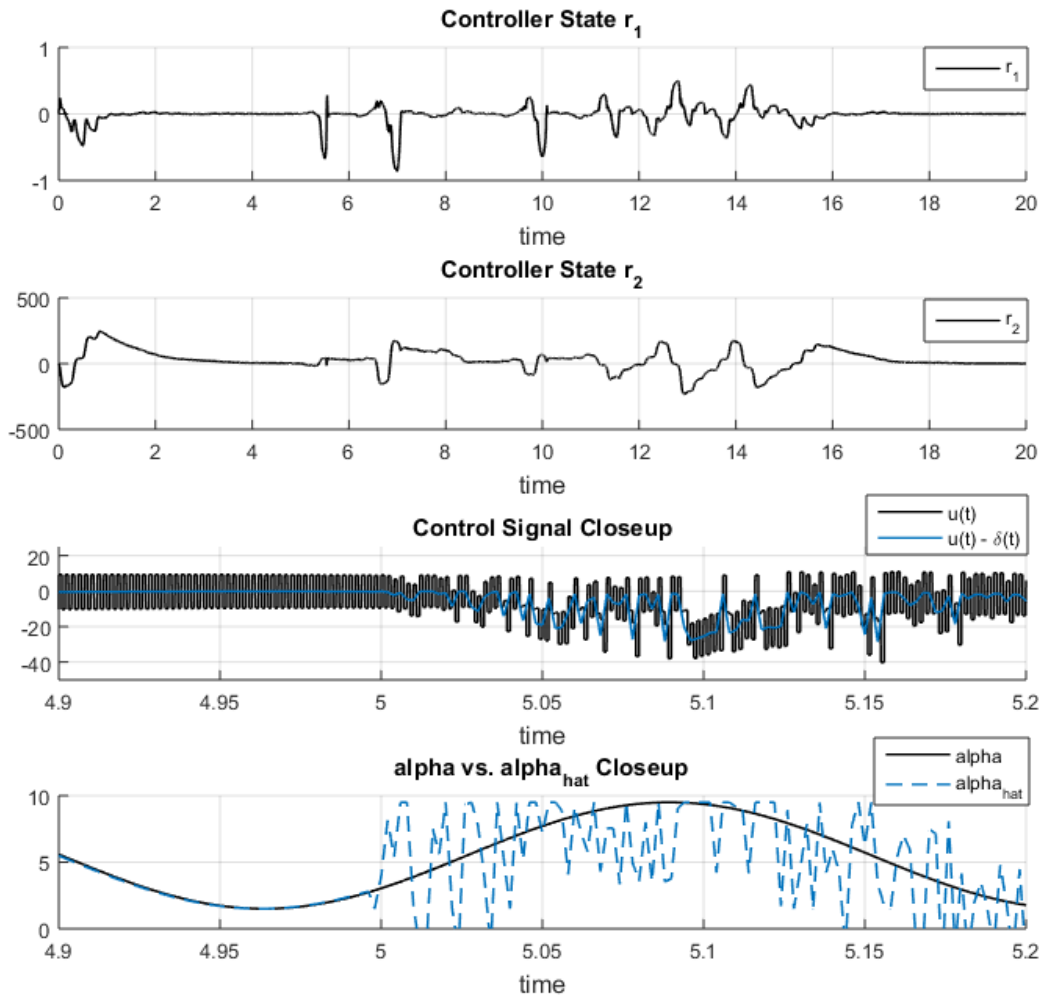 Controller State r1
1
r1
0
-1
0 2 4 6 8 10 12 14 16 18 20
time
Controller State r2
500
r2
0
-500
0 2 4 6 8 10 12 14 16 18 20
time
u(t)
u(t) - δ(t)
Control Signal Closeup
20
0
-20
-40
4.9 4.95 5 5.05 5.1 5.15 5.2
time
alpha vs. alphahat Closeup
alpha
alphahat
10
5
0
4.9 4.95 5 5.05 5.1 5.15 5.2
time